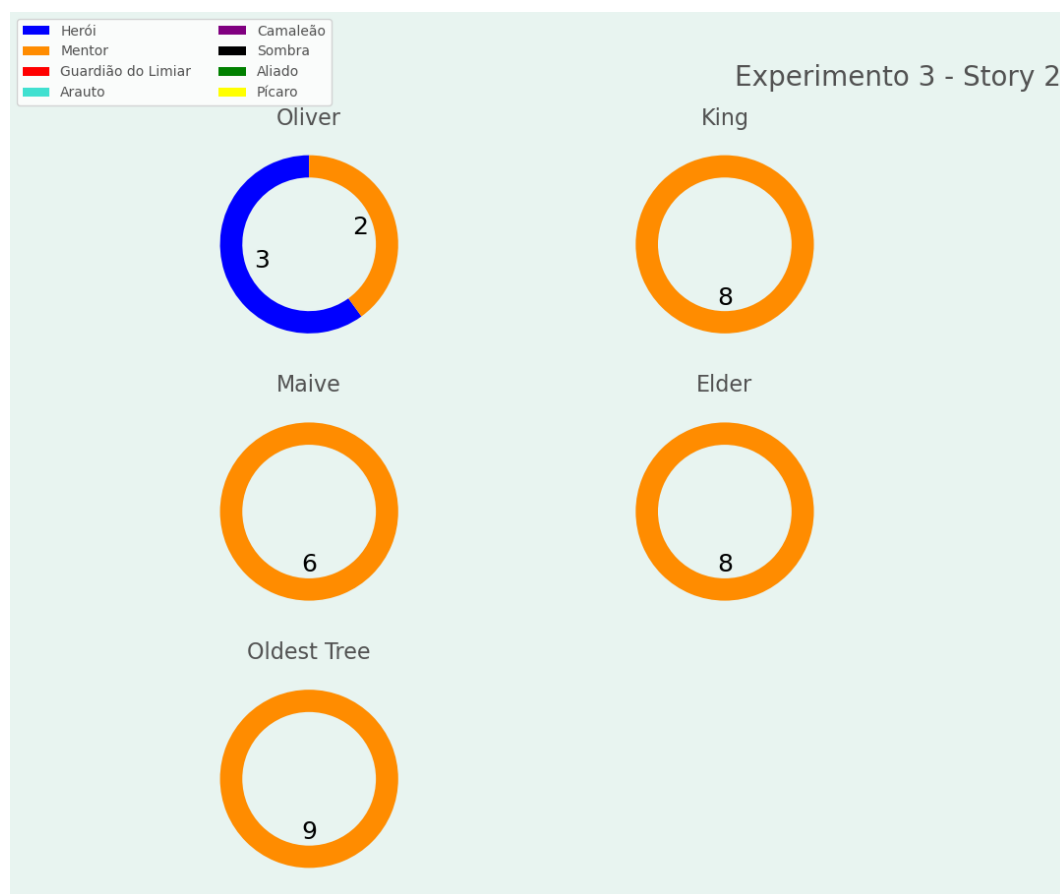 Herói
Mentor
Guardião do Limiar
Arauto
Camaleão
Sombra
Aliado
Pícaro
Experimento 3 - Story 2
Oliver
King
2
3
8
Maive
Elder
6
8
Oldest Tree
9